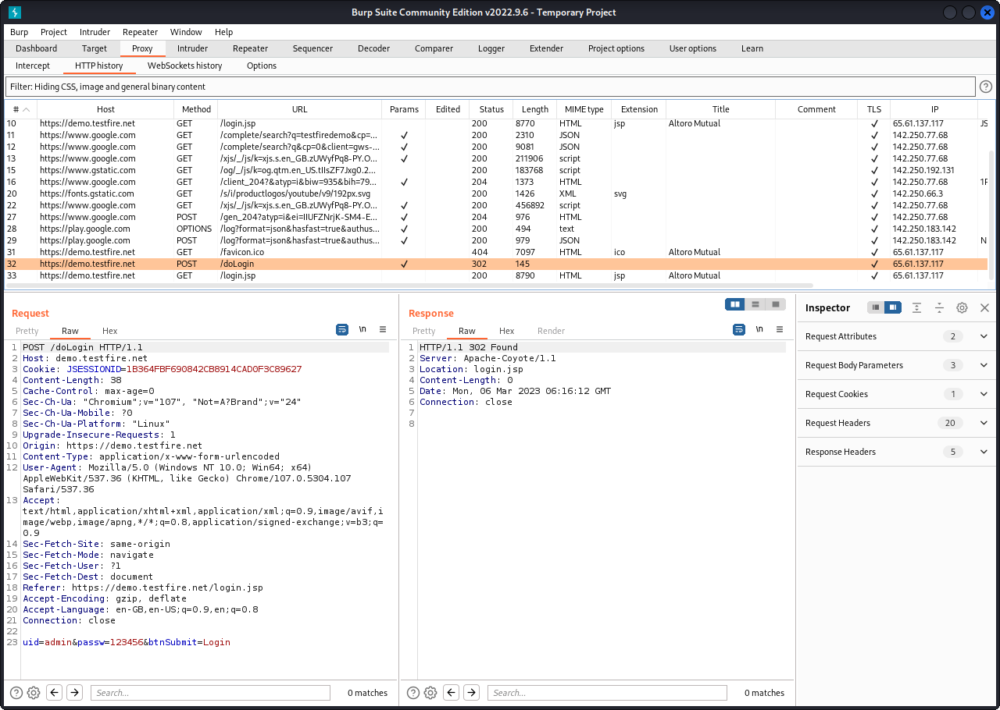 Burp Suite Community Edition v2022.9.6 - Temporary Project
Burp Project Intruder Repeater Window Help
Dashboard Target Proxy Intruder Repeater Sequencer Decoder Comparer Logger Extender Project options User options Learn
Intercept HTTP history WebSockets history Options
Filter: Hiding CSS, image and general binary content
# Host Method URL Params Edited Status Length MIME type Extension Title Comment TLS IP
10 https://demo.testfire.net GET /login.jsp 200 8770 HTML jsp Altoro Mutual ✓ 65.61.137.117 JS
11 https://www.google.com GET /complete/search?q=testfiredemo&cp=... ✓ 200 2310 JSON ✓ 142.250.77.68
12 https://www.google.com GET /complete/search?q&cp=0&client=gws-... ✓ 200 9081 JSON ✓ 142.250.77.68
13 https://www.google.com GET /xjs/_/js/k=xjs.s.en_GB.zUWyfPq8-PY.O... ✓ 200 211906 script ✓ 142.250.77.68
15 https://www.gstatic.com GET /og/_/js/k=og.qtm.en_US.tIIsZF7Jxg0.2... 200 183768 script ✓ 142.250.192.131
16 https://www.google.com GET /client_204?&atyp=i&biw=935&bih=79... ✓ 204 1373 HTML ✓ 142.250.77.68 1F
20 https://fonts.gstatic.com GET /s/i/productlogos/youtube/v9/192px.svg 200 1426 XML svg ✓ 142.250.66.3
22 https://www.google.com GET /xjs/_/js/k=xjs.s.en_GB.zUWyfPq8-PY.O... ✓ 200 456892 script ✓ 142.250.77.68
27 https://www.google.com POST /gen_204?atyp=i&ei=IIUFZNrjK-SM4-E... ✓ 204 976 HTML ✓ 142.250.77.68
28 https://play.google.com OPTIONS /log?format=json&hasfast=true&authus... ✓ 200 494 text ✓ 142.250.183.142
29 https://play.google.com POST /log?format=json&hasfast=true&authus... ✓ 200 979 JSON ✓ 142.250.183.142 N
31 https://demo.testfire.net GET /favicon.ico 404 7097 HTML ico Altoro Mutual ✓ 65.61.137.117
32 https://demo.testfire.net POST /doLogin ✓ 302 145 ✓ 65.61.137.117
33 https://demo.testfire.net GET /login.jsp 200 8790 HTML jsp Altoro Mutual ✓ 65.61.137.117
Request
Pretty Raw Hex \n
1 POST /doLogin HTTP/1.1
2 Host: demo.testfire.net
3 Cookie: JSESSIONID=1B364FBF690842CB8914CAD0F3C89627
4 Content-Length: 38
5 Cache-Control: max-age=0
6 Sec-Ch-Ua: "Chromium";v="107", "Not=A?Brand";v="24"
7 Sec-Ch-Ua-Mobile: ?0
8 Sec-Ch-Ua-Platform: "Linux"
9 Upgrade-Insecure-Requests: 1
10 Origin: https://demo.testfire.net
11 Content-Type: application/x-www-form-urlencoded
12 User-Agent: Mozilla/5.0 (Windows NT 10.0; Win64; x64)
AppleWebKit/537.36 (KHTML, like Gecko) Chrome/107.0.5304.107
Safari/537.36
13 Accept:
text/html,application/xhtml+xml,application/xml;q=0.9,image/avif,i
mage/webp,image/apng,*/*;q=0.8,application/signed-exchange;v=b3;q=
0.9
14 Sec-Fetch-Site: same-origin
15 Sec-Fetch-Mode: navigate
16 Sec-Fetch-User: ?1
17 Sec-Fetch-Dest: document
18 Referer: https://demo.testfire.net/login.jsp
19 Accept-Encoding: gzip, deflate
20 Accept-Language: en-GB,en-US;q=0.9,en;q=0.8
21 Connection: close
22
23 uid=admin&passw=123456&btnSubmit=Login
Search... 0 matches
Response
Pretty Raw Hex Render \n
1 HTTP/1.1 302 Found
2 Server: Apache-Coyote/1.1
3 Location: login.jsp
4 Content-Length: 0
5 Date: Mon, 06 Mar 2023 06:16:12 GMT
6 Connection: close
7
8
Search... 0 matches
Inspector
Request Attributes 2
Request Body Parameters 3
Request Cookies 1
Request Headers 20
Response Headers 5